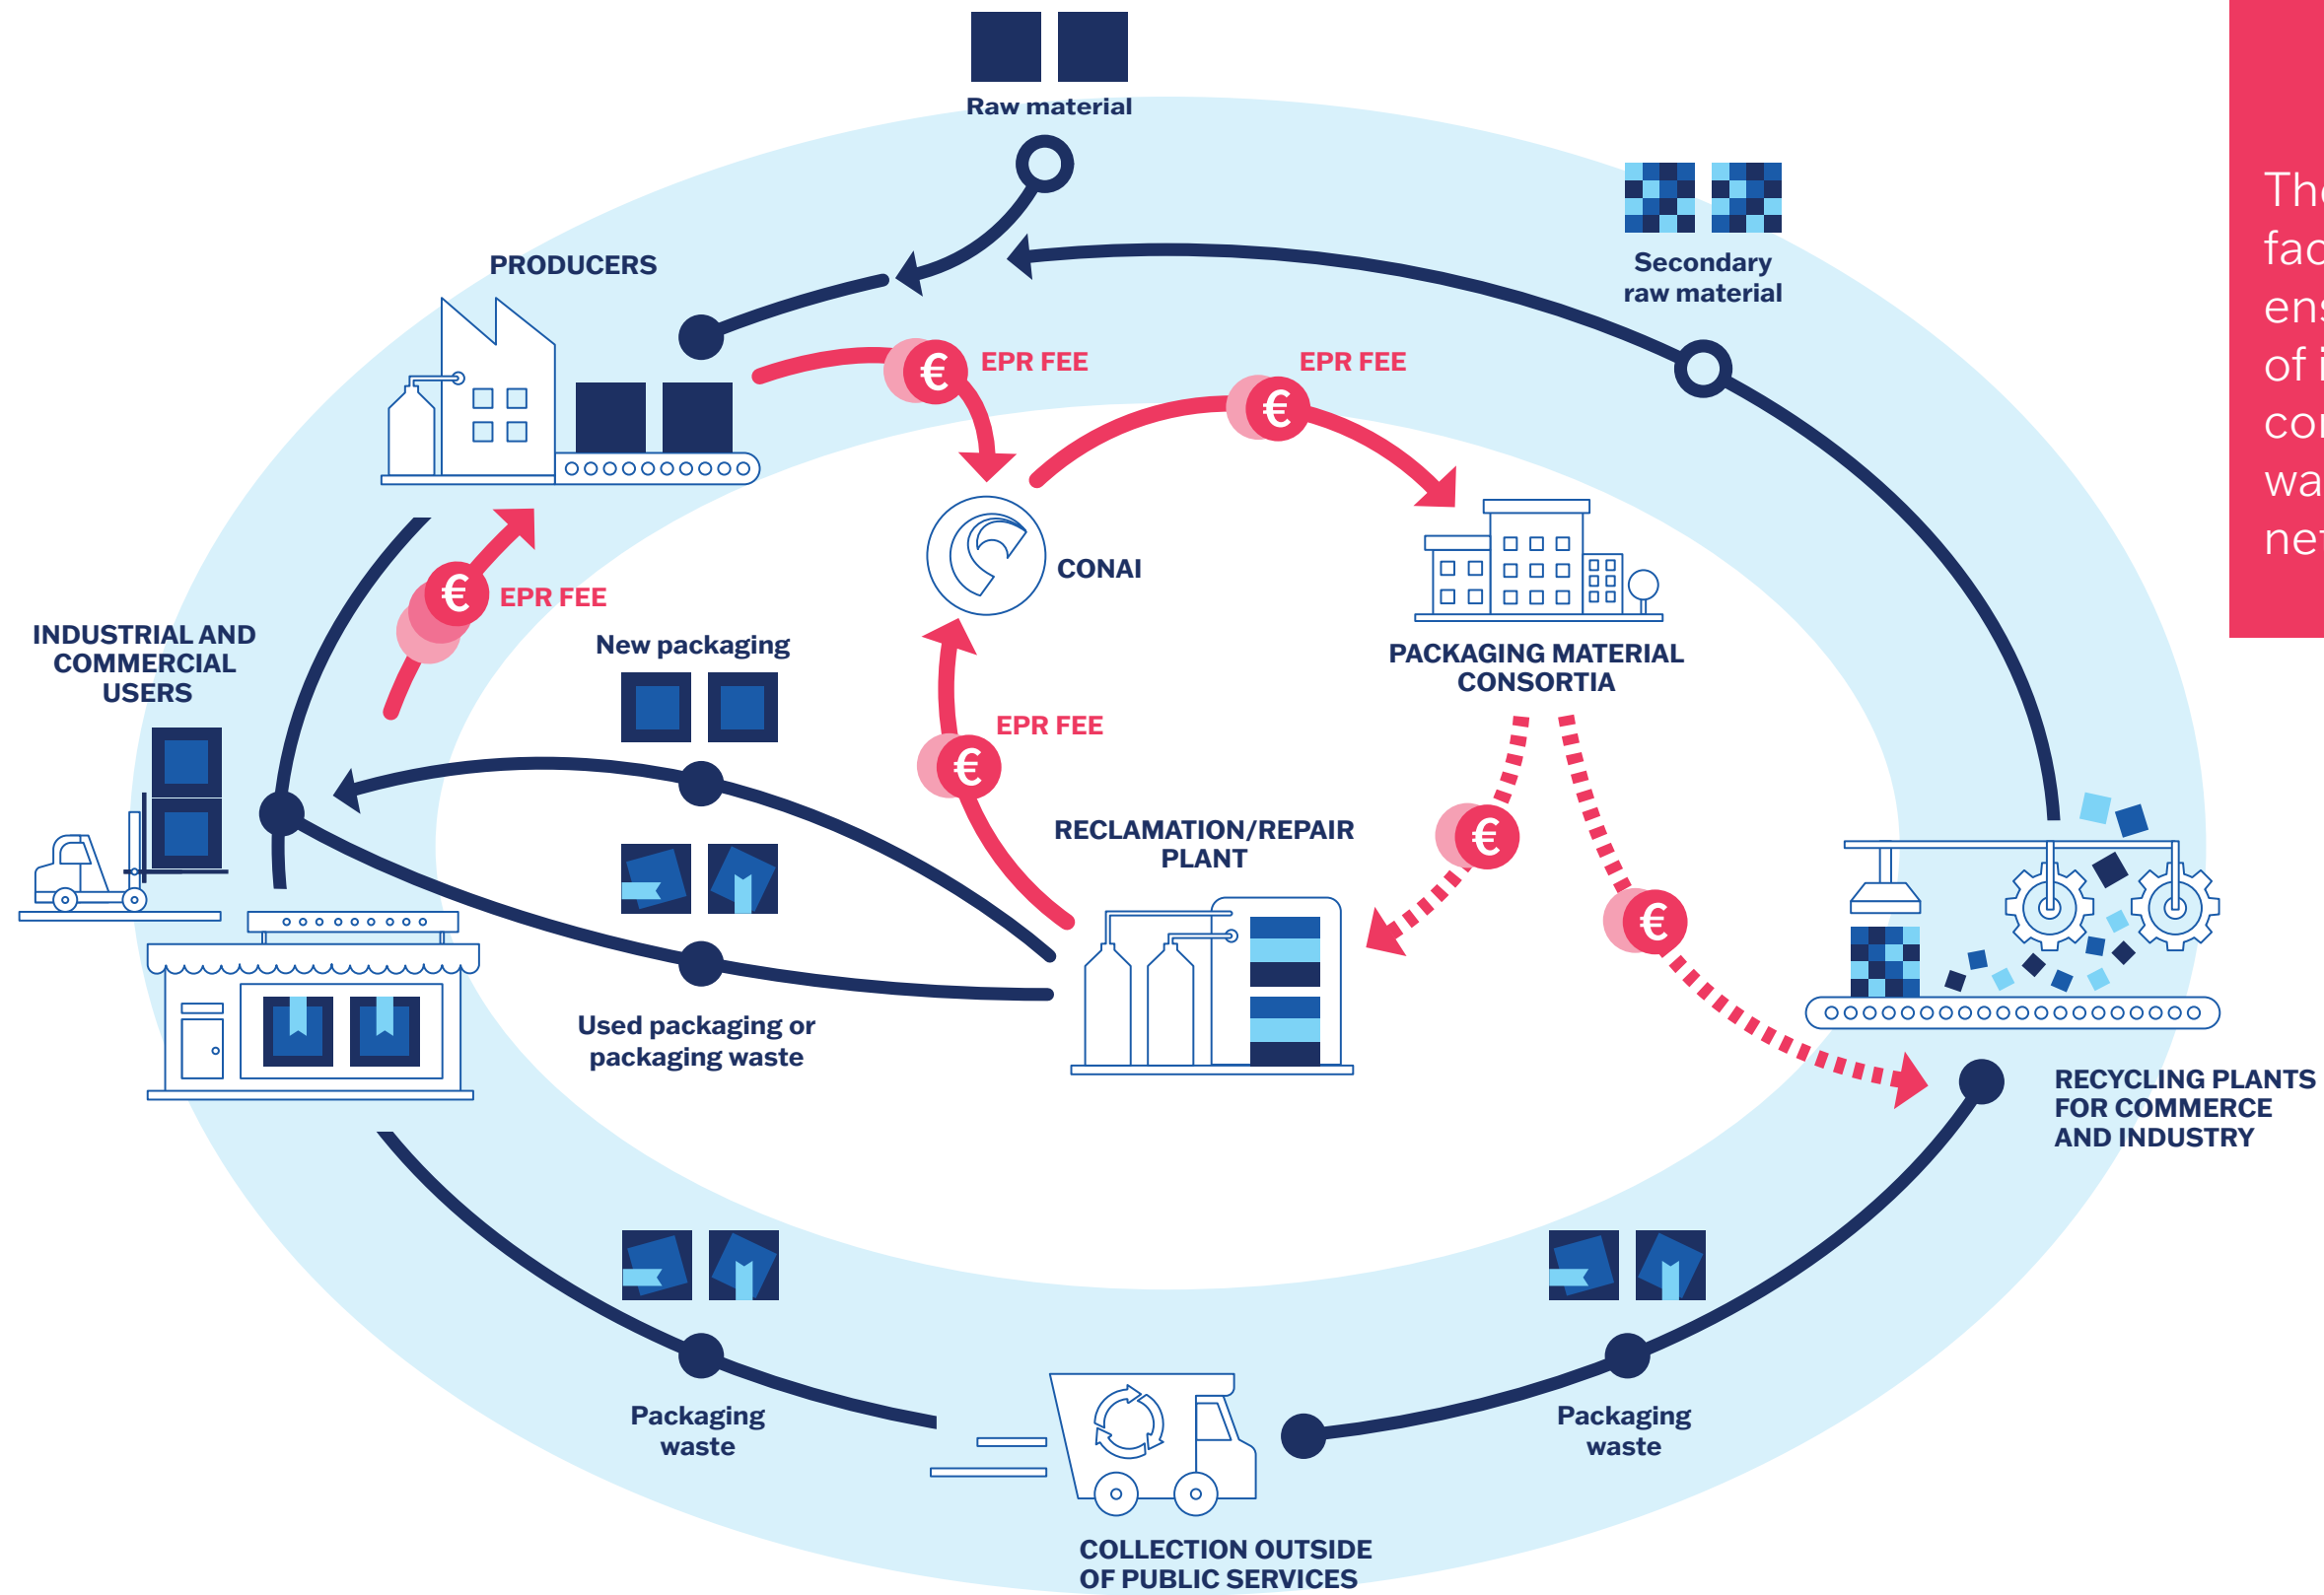 Raw material
Secondary
raw material
PRODUCERS
EPR FEE
EPR FEE
CONAI
EPR FEE
INDUSTRIAL AND
COMMERCIAL
USERS
New packaging
PACKAGING MATERIAL
CONSORTIA
EPR FEE
RECLAMATION/REPAIR
PLANT
Used packaging or
packaging waste
RECYCLING PLANTS
FOR COMMERCE
AND INDUSTRY
Packaging
waste
Packaging
waste
COLLECTION OUTSIDE
OF PUBLIC SERVICES
€
€
€
€
€
€
of